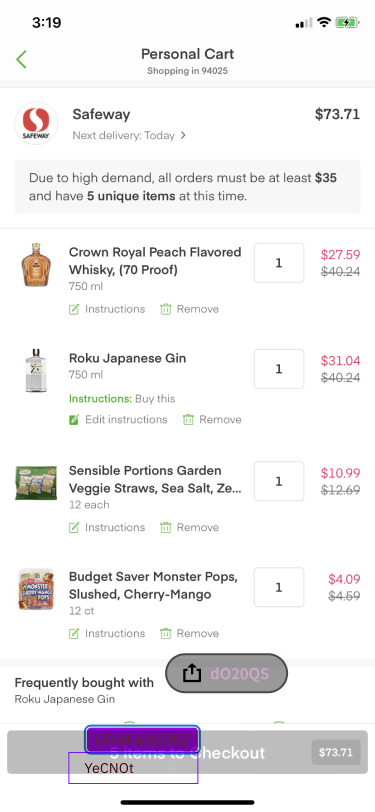 3:19
Personal Cart
Shopping in 94025
SAFEWAY
Safeway
$73.71
Next delivery: Today
Due to high demand, all orders must be at least $35
and have 5 unique items at this time.
Crown Royal Peach Flavored
Whisky, (70 Proof)
750 ml
1
$27.59
$40.24
Instructions
Remove
Roku Japanese Gin
750 ml
1
$31.04
$40.24
Instructions: Buy this
Edit instructions
Remove
Sensible Portions Garden
Veggie Straws, Sea Salt, Ze...
12 each
1
$10.99
$12.69
Instructions
Remove
MONSTER
CHERRY-MANGO
POPS
Budget Saver Monster Pops,
Slushed, Cherry-Mango
12 ct
1
$4.09
$4.59
Instructions
Remove
dO20QS
Frequently bought with
Roku Japanese Gin
items to Checkout
$73.71
YeCNOt